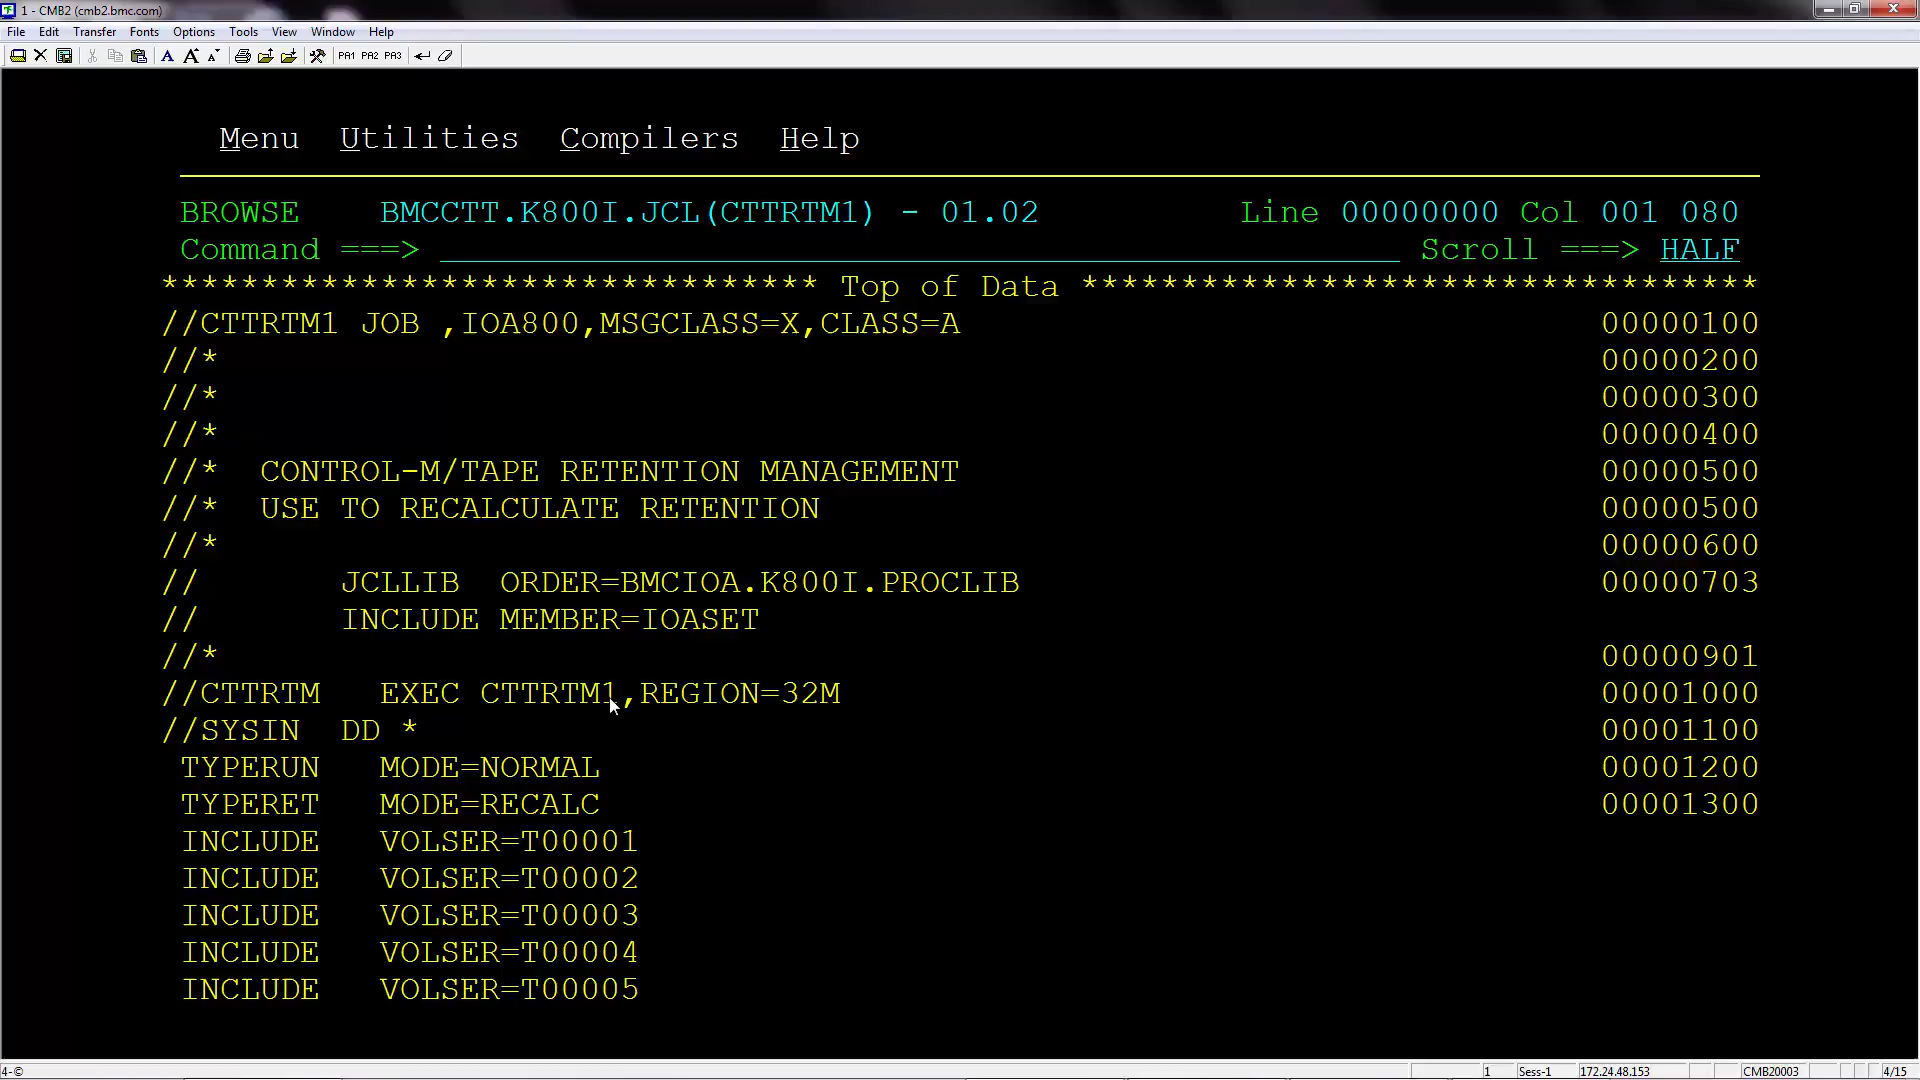 1 - CMB2 (cmb2.bmc.com)
File Edit Transfer Fonts Options Tools View Window Help
PA1 PA2 PA3
Menu Utilities Compilers Help
BROWSE BMCCTT.K800I.JCL(CTTRTM1) - 01.02 Line 00000000 Col 001 080
Command ===> Scroll ===> HALF
********************************* Top of Data **********************************
//CTTRTM1 JOB ,IOA800,MSGCLASS=X,CLASS=A 00000100
//* 00000200
//* 00000300
//* 00000400
//* CONTROL-M/TAPE RETENTION MANAGEMENT 00000500
//* USE TO RECALCULATE RETENTION 00000500
//* 00000600
// JCLLIB ORDER=BMCIOA.K800I.PROCLIB 00000703
// INCLUDE MEMBER=IOASET
//* 00000901
//CTTRTM EXEC CTTRTM1,REGION=32M 00001000
//SYSIN DD * 00001100
TYPERUN MODE=NORMAL 00001200
TYPERET MODE=RECALC 00001300
INCLUDE VOLSER=T00001
INCLUDE VOLSER=T00002
INCLUDE VOLSER=T00003
INCLUDE VOLSER=T00004
INCLUDE VOLSER=T00005
4-© 1 Sess-1 172.24.48.153 CMB20003 4/15